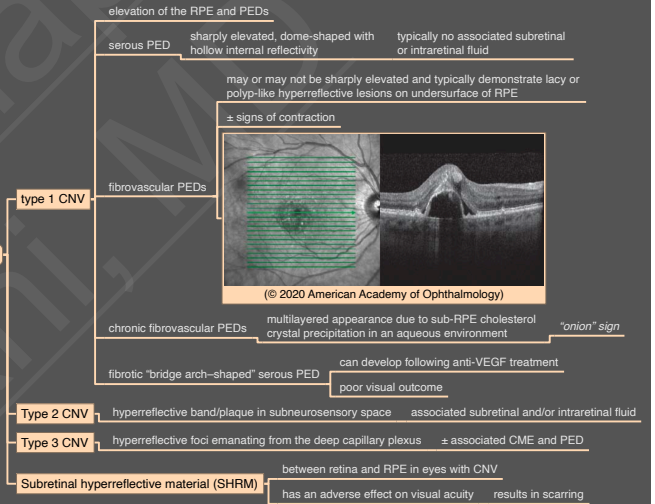 elevation of the RPE and PEDs
serous PED
sharply elevated, dome-shaped with
hollow internal reflectivity
typically no associated subretinal
or intraretinal fluid
type 1 CNV
fibrovascular PEDs
may or may not be sharply elevated and typically demonstrate lacy or
polyp-like hyperreflective lesions on undersurface of RPE
± signs of contraction
(© 2020 American Academy of Ophthalmology)
chronic fibrovascular PEDs
multilayered appearance due to sub-RPE cholesterol
crystal precipitation in an aqueous environment
"onion" sign
fibrotic "bridge arch–shaped" serous PED
can develop following anti-VEGF treatment
poor visual outcome
Type 2 CNV
hyperreflective band/plaque in subneurosensory space
associated subretinal and/or intraretinal fluid
Type 3 CNV
hyperreflective foci emanating from the deep capillary plexus
± associated CME and PED
Subretinal hyperreflective material (SHRM)
between retina and RPE in eyes with CNV
has an adverse effect on visual acuity
results in scarring